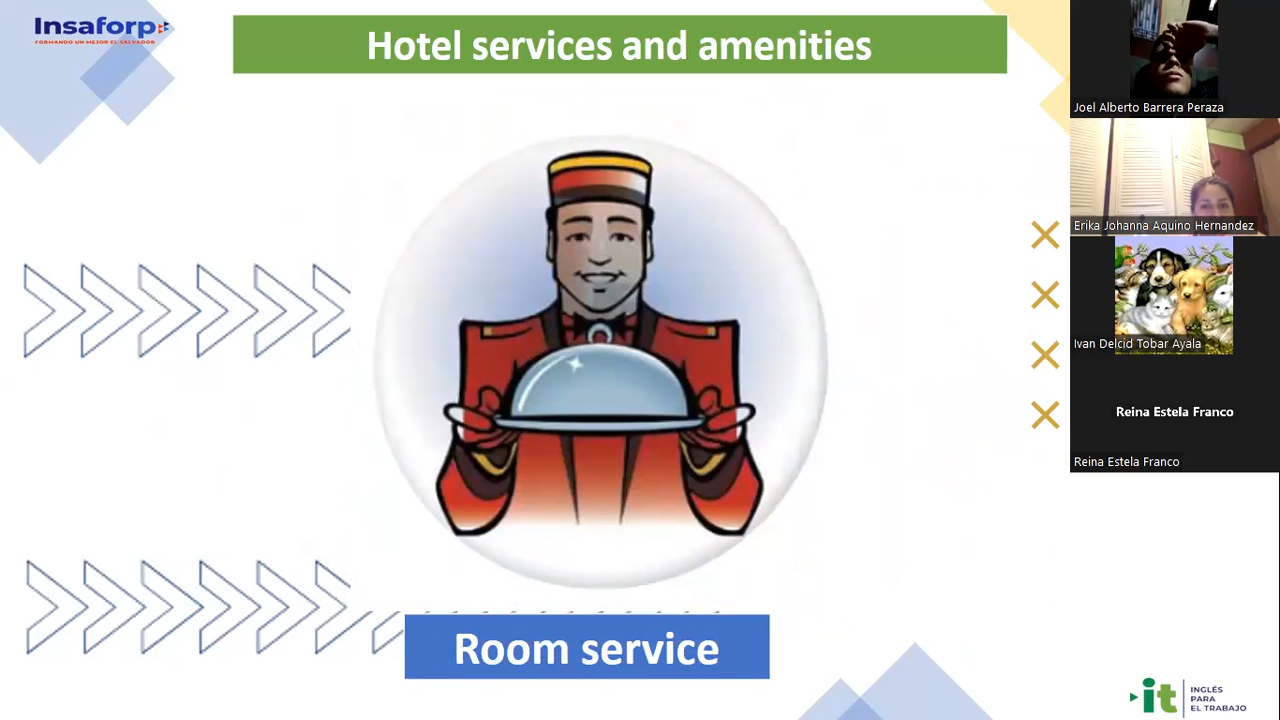 Insaforp
FORMANDO UN MEJOR EL SALVADOR
Hotel services and amenities
Room service
Joel Alberto Barrera Peraza
Erika Johanna Aquino Hernandez
Ivan Delcid Tobar Ayala
Reina Estela Franco
Reina Estela Franco
it
INGLÉS
PARA
EL TRABAJO